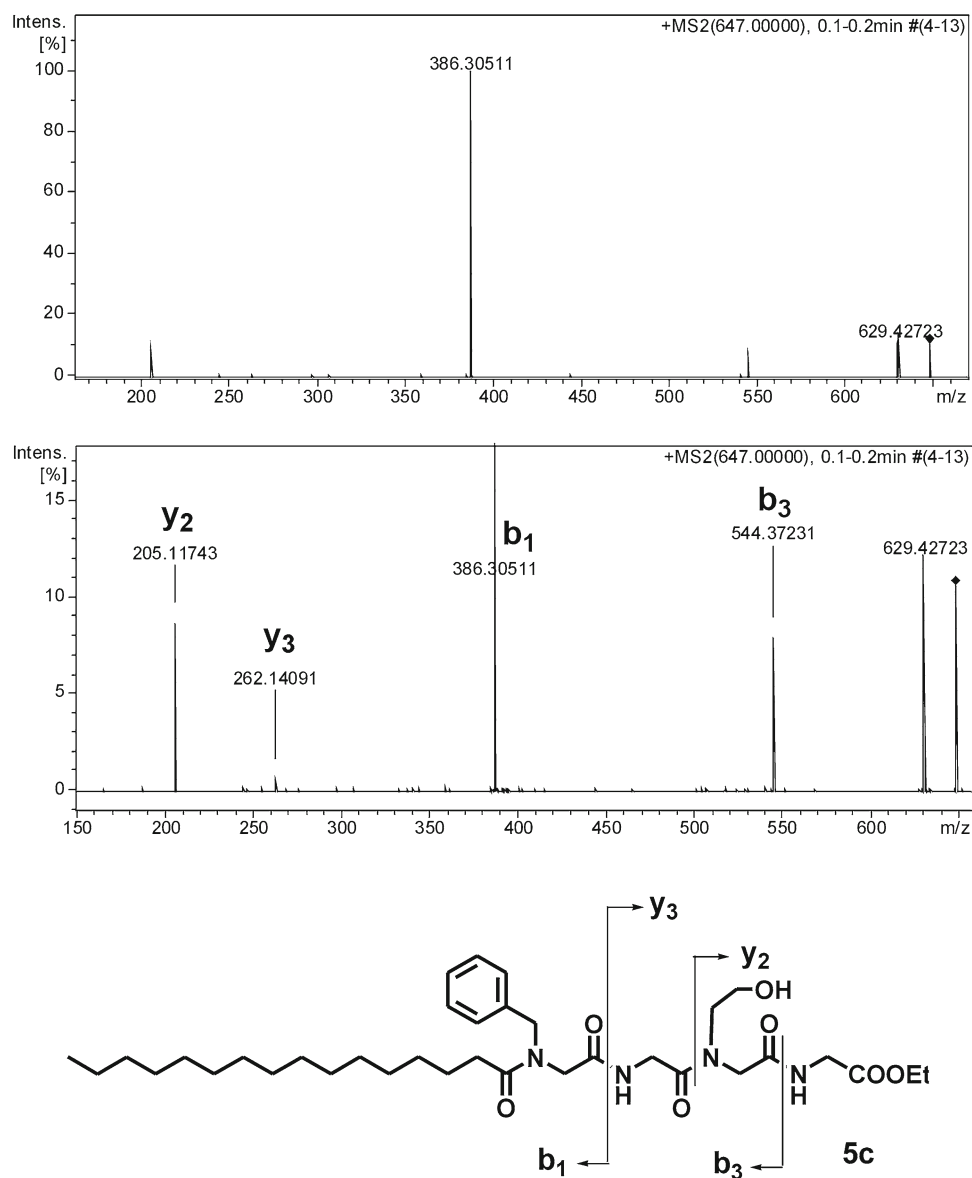 Intens.
[%]
+MS2(647.00000), 0.1-0.2min #(4-13)
386.30511
100
80
60
40
20
629.42723
0
200 250 300 350 400 450 500 550 600 m/z
Intens.
[%]
+MS2(647.00000), 0.1-0.2min #(4-13)
15
y2
205.11743
b1
386.30511
b3
544.37231
629.42723
10
y3
262.14091
5
0
150 200 250 300 350 400 450 500 550 600 m/z
y3
y2
OH
O
O
N
N
COOEt
O
N
H
O
N
H
b1
b3
5c